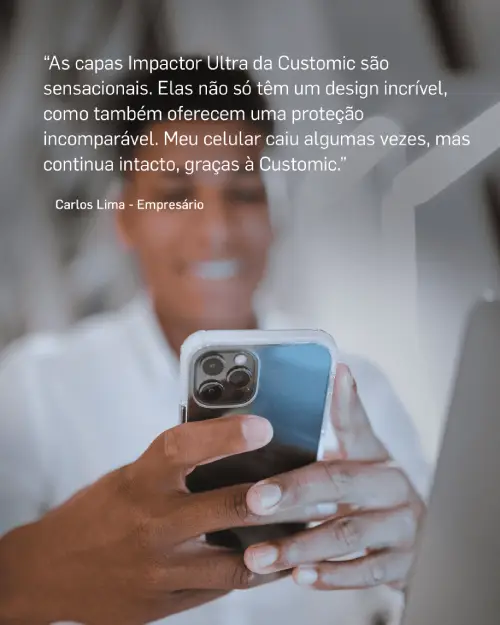 “As capas Impactor Ultra da Customic são
sensacionais. Elas não só têm um design incrível,
como também oferecem uma proteção
incomparável. Meu celular caiu algumas vezes, mas
continua intacto, graças à Customic.”
Carlos Lima - Empresário